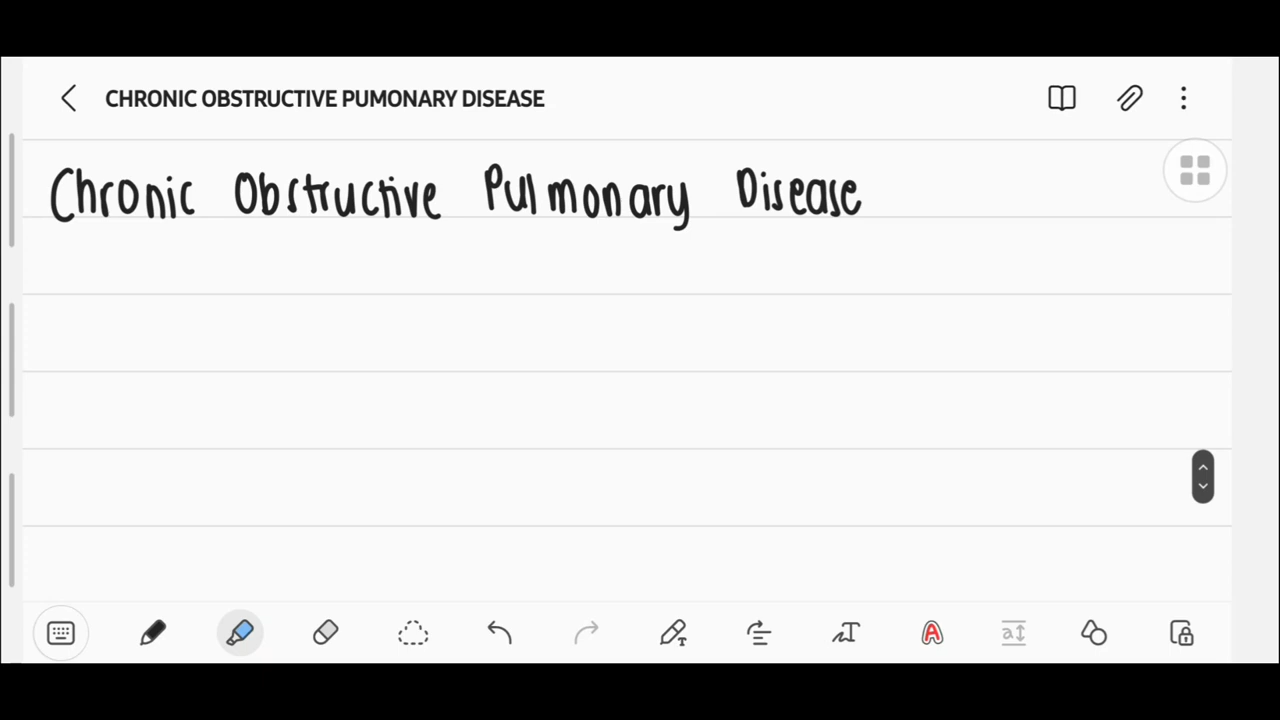 CHRONIC OBSTRUCTIVE PUMONARY DISEASE
Chronic Obstructive Pulmonary Disease